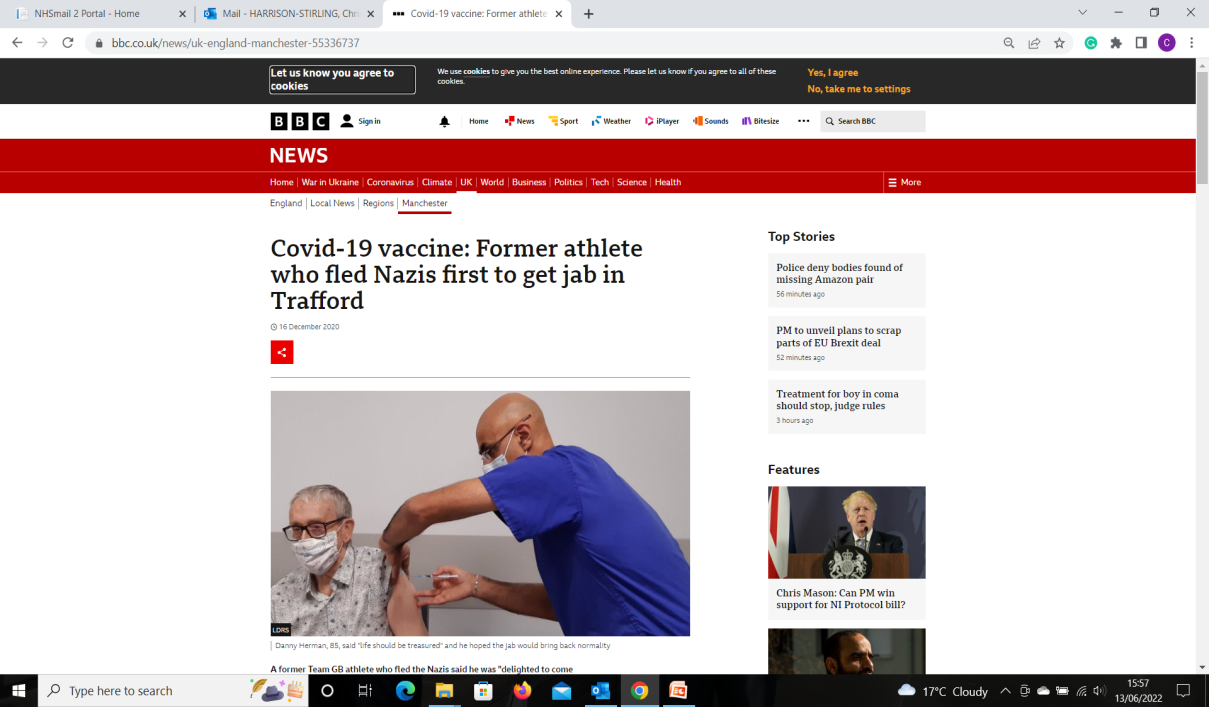 NHSmail 2 Portal - Home
Mail - HARRISON-STIRLING, Chri
Covid-19 vaccine: Former athlete
bbc.co.uk/news/uk-england-manchester-55336737
C
Let us know you agree to
cookies
We use cookies to give you the best online experience. Please let us know if you agree to all of these
cookies.
Yes, I agree
No, take me to settings
BBC
Sign in
Home
News
Sport
Weather
iPlayer
Sounds
Bitesize
Search BBC
NEWS
Home
War in Ukraine
Coronavirus
Climate
UK
World
Business
Politics
Tech
Science
Health
More
England
Local News
Regions
Manchester
Covid-19 vaccine: Former athlete
who fled Nazis first to get jab in
Trafford
16 December 2020
LDRS
Danny Herman, 85, said "life should be treasured" and he hoped the jab would bring back normality
A former Team GB athlete who fled the Nazis said he was "delighted to come
Top Stories
Police deny bodies found of
missing Amazon pair
56 minutes ago
PM to unveil plans to scrap
parts of EU Brexit deal
52 minutes ago
Treatment for boy in coma
should stop, judge rules
3 hours ago
Features
Chris Mason: Can PM win
support for NI Protocol bill?
Type here to search
17°C Cloudy
15:57
13/06/2022